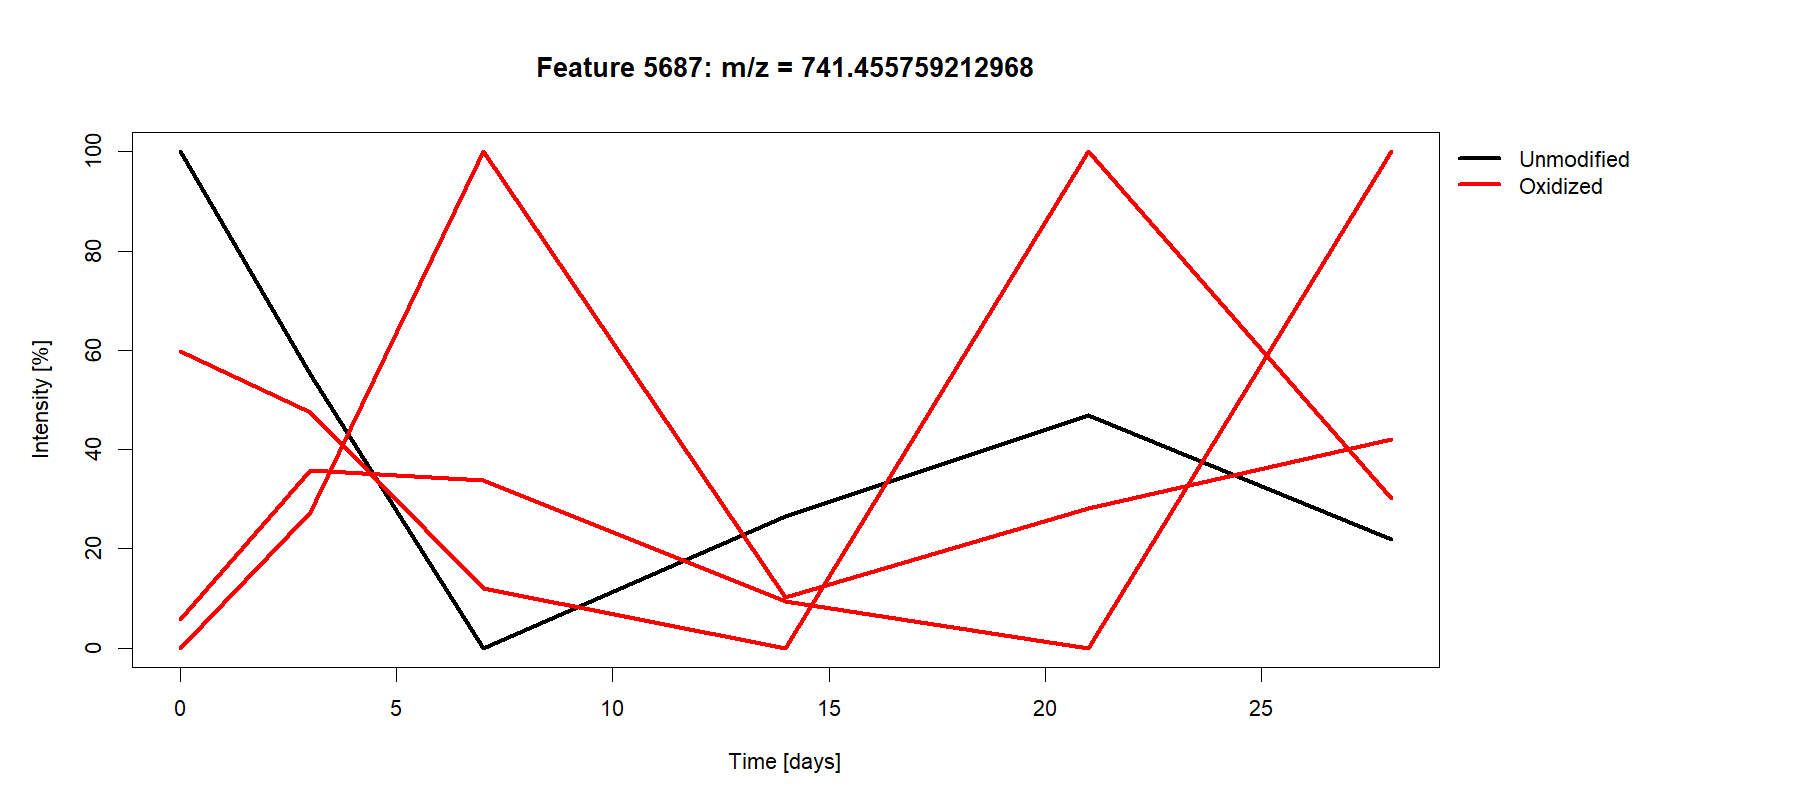 Feature 5687: m/z = 741.455759212968
Unmodified
Oxidized
100
80
60
40
20
0
Intensity [%]
0 5 10 15 20 25
Time [days]